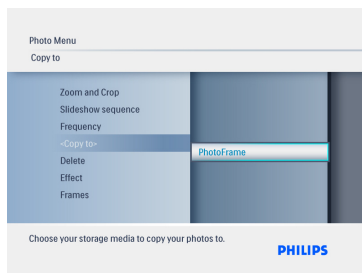 Photo Menu
Copy to
Zoom and Crop
Slideshow sequence
Frequency
«Copy to»
PhotoFrame
Delete
Effect
Frames
Choose your storage media to copy your photos to.
PHILIPS